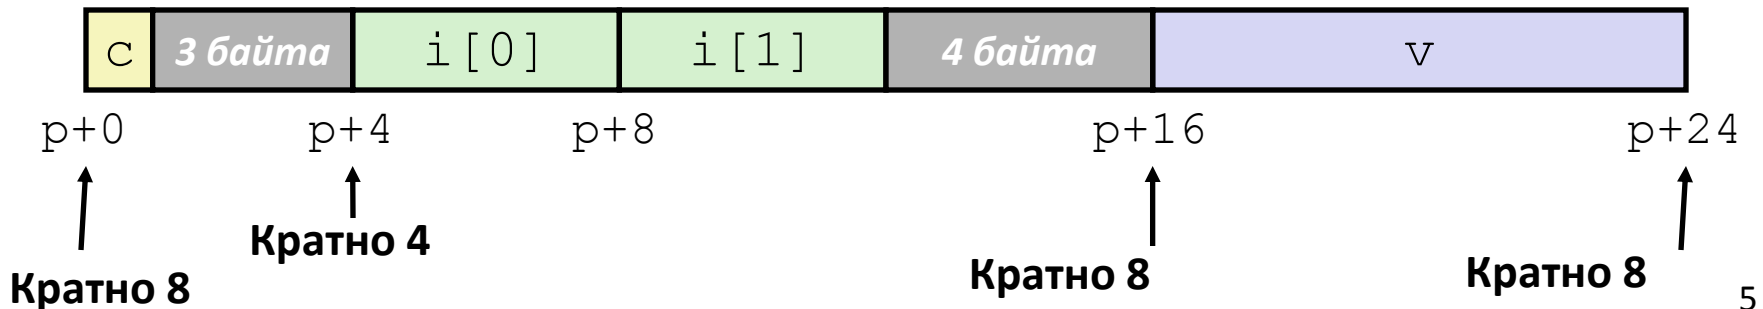 c 3 байта i[0] i[1] 4 байта v
p+0 p+4 p+8 p+16 p+24
Кратно 4
Кратно 8 Кратно 8 Кратно 8
5